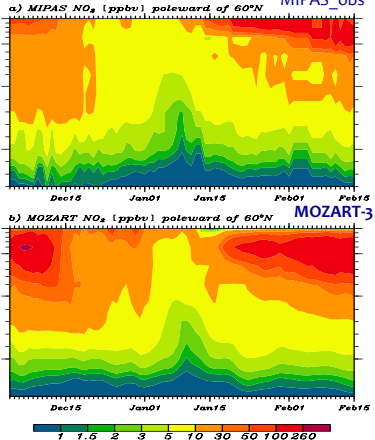 MIPAS_obs
a) MIPAS NO₂ [ppbv] poleward of 60°N
Dec15 Jan01 Jan15 Feb01 Feb15
MOZART-3
b) MOZART NO₂ [ppbv] poleward of 60°N
Dec15 Jan01 Jan15 Feb01 Feb15
1 1.5 2 3 5 10 30 50 100 260